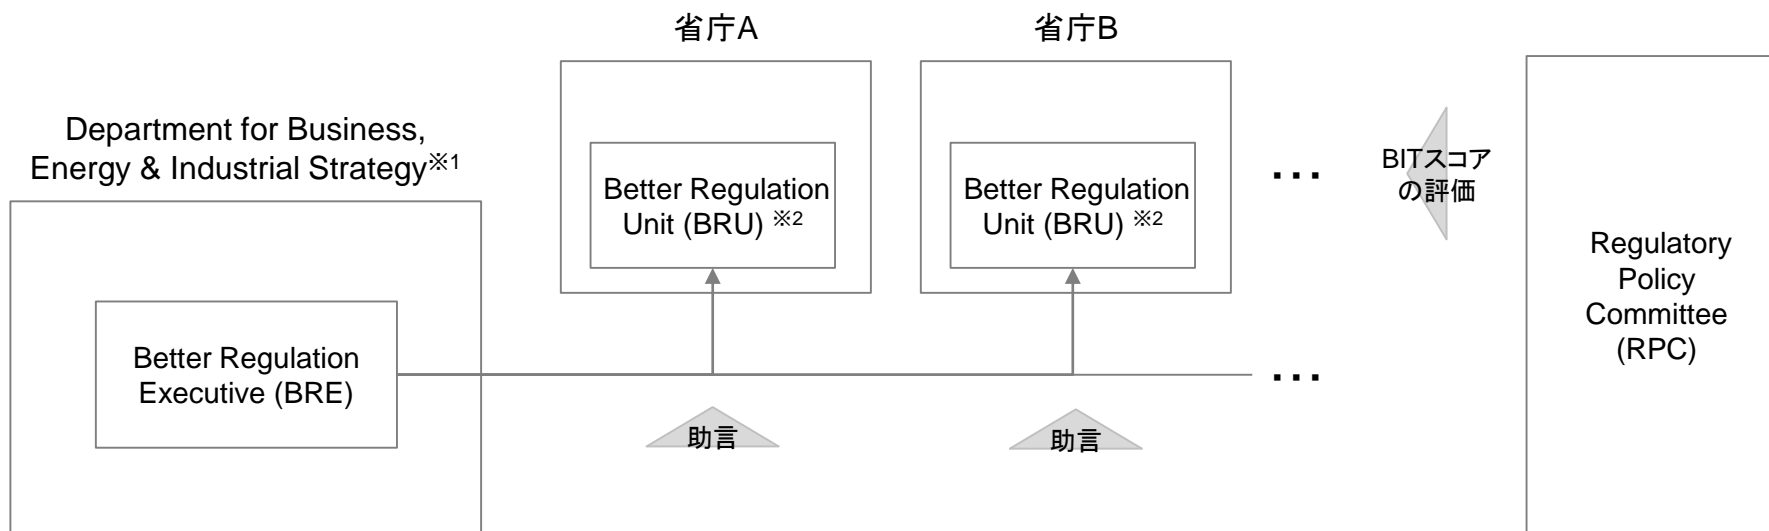 省庁A
省庁B
Department for Business,
Energy & Industrial Strategy※1
Better Regulation
Unit (BRU) ※2
Better Regulation
Unit (BRU) ※2
...
BITスコア
の評価
Regulatory
Policy
Committee
(RPC)
Better Regulation
Executive (BRE)
...
助言
助言